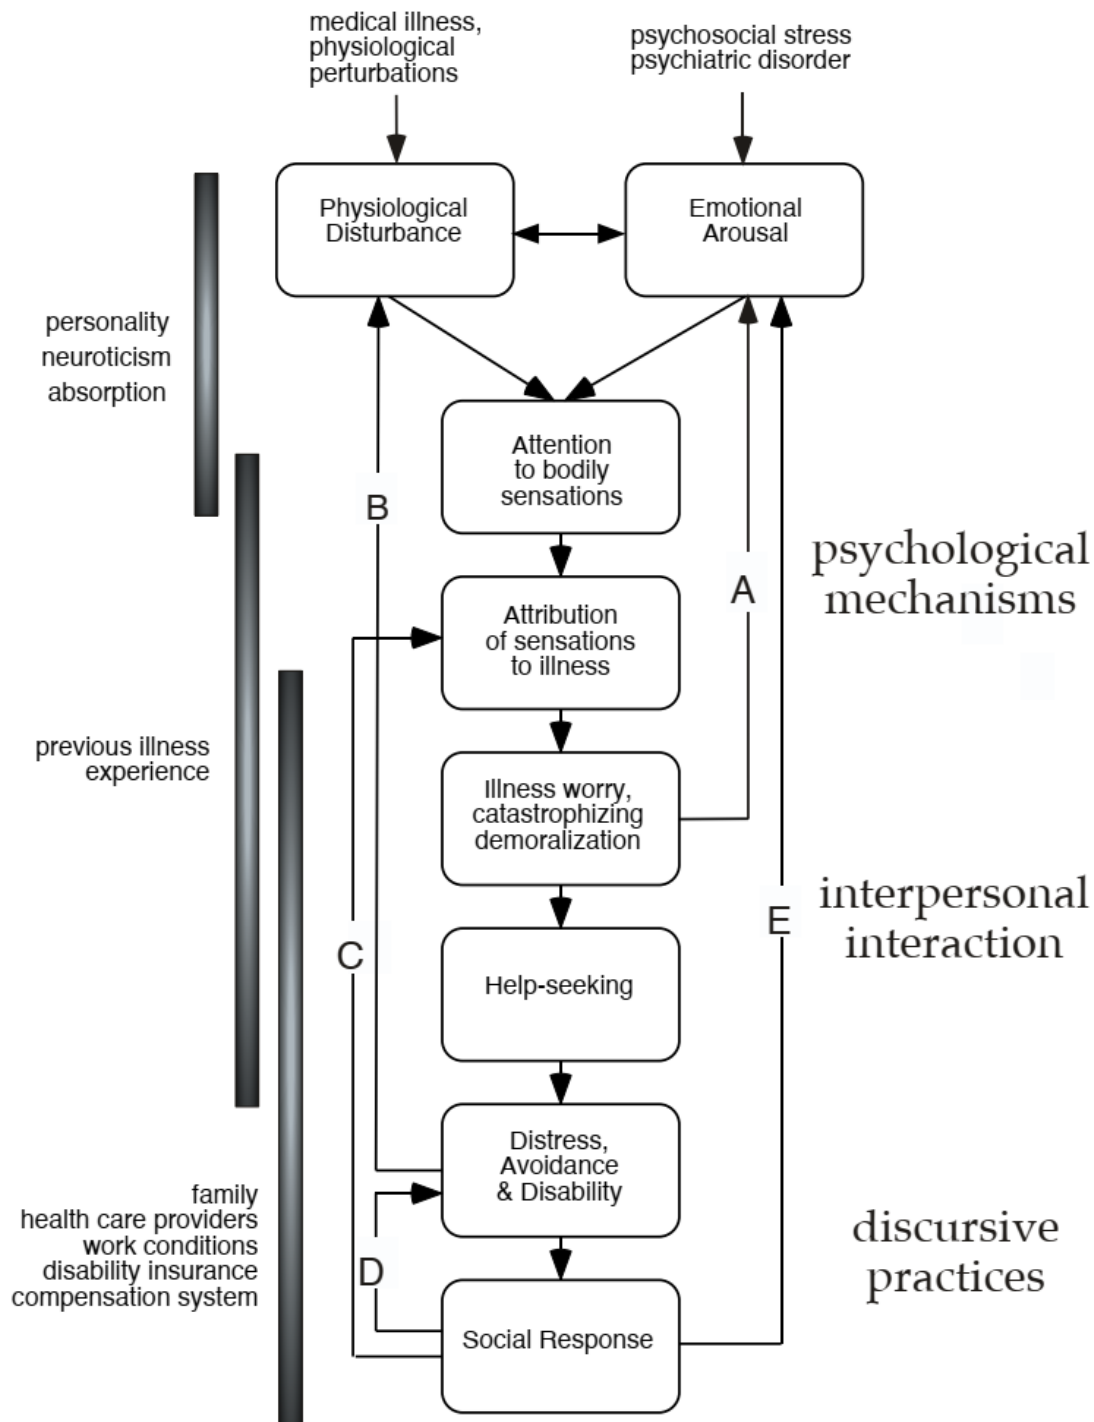 medical illness,
physiological
perturbations
psychosocial stress
psychiatric disorder
Physiological
Disturbance
Emotional
Arousal
personality
neuroticism
absorption
Attention
to bodily
sensations
B
psychological
mechanisms
A
Attribution
of sensations
to illness
previous illness
experience
Illness worry,
catastrophizing
demoralization
interpersonal
interaction
E
C
Help-seeking
Distress,
Avoidance
& Disability
family
health care providers
work conditions
disability insurance
compensation system
discursive
practices
D
Social Response